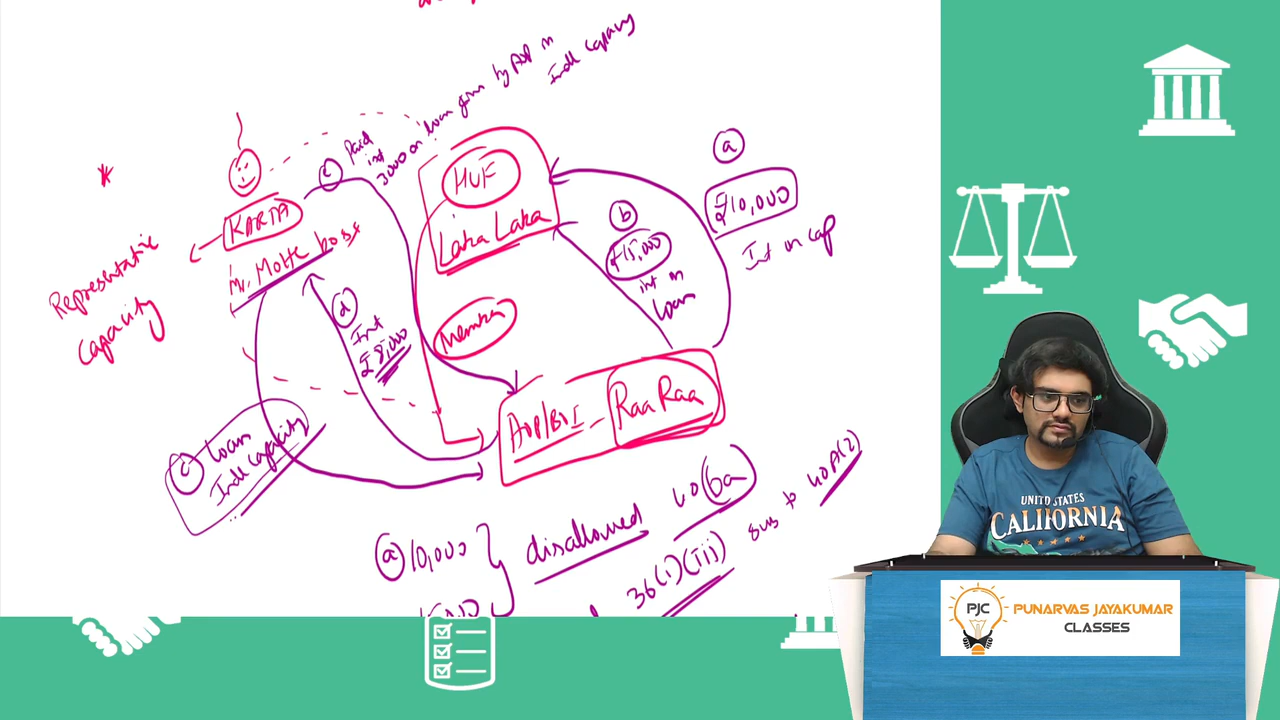 by AOP in
Indl Capacity
Paid
int
3000 on loan given
*
KARTA
Mr. Motte boss
Representative
Capacity
HUF
Laka Laka
a
₹10,000
Int on cap
b
₹15,000
int on
loan
d
Int
₹8,000
Member
AOP/BOI - Raa Raa
c Loan
Indl Capacity
a 10,000
disallowed 40(ba)
36(1)(iii) sub to 40A(2)
UNITED STATES
CALIFORNIA
PJC
PUNARVAS JAYAKUMAR
CLASSES